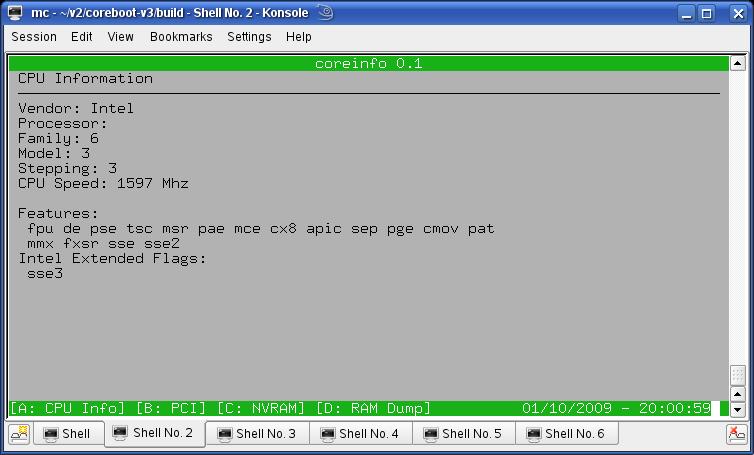 mc - ~/v2/coreboot-v3/build - Shell No. 2 - Konsole
Session Edit View Bookmarks Settings Help
coreinfo 0.1
CPU Information
Vendor: Intel
Processor:
Family: 6
Model: 3
Stepping: 3
CPU Speed: 1597 Mhz
Features:
fpu de pse tsc msr pae mce cx8 apic sep pge cmov pat
mmx fxsr sse sse2
Intel Extended Flags:
sse3
[A: CPU Info] [B: PCI] [C: NVRAM] [D: RAM Dump] 01/10/2009 - 20:00:59
Shell Shell No. 2 Shell No. 3 Shell No. 4 Shell No. 5 Shell No. 6